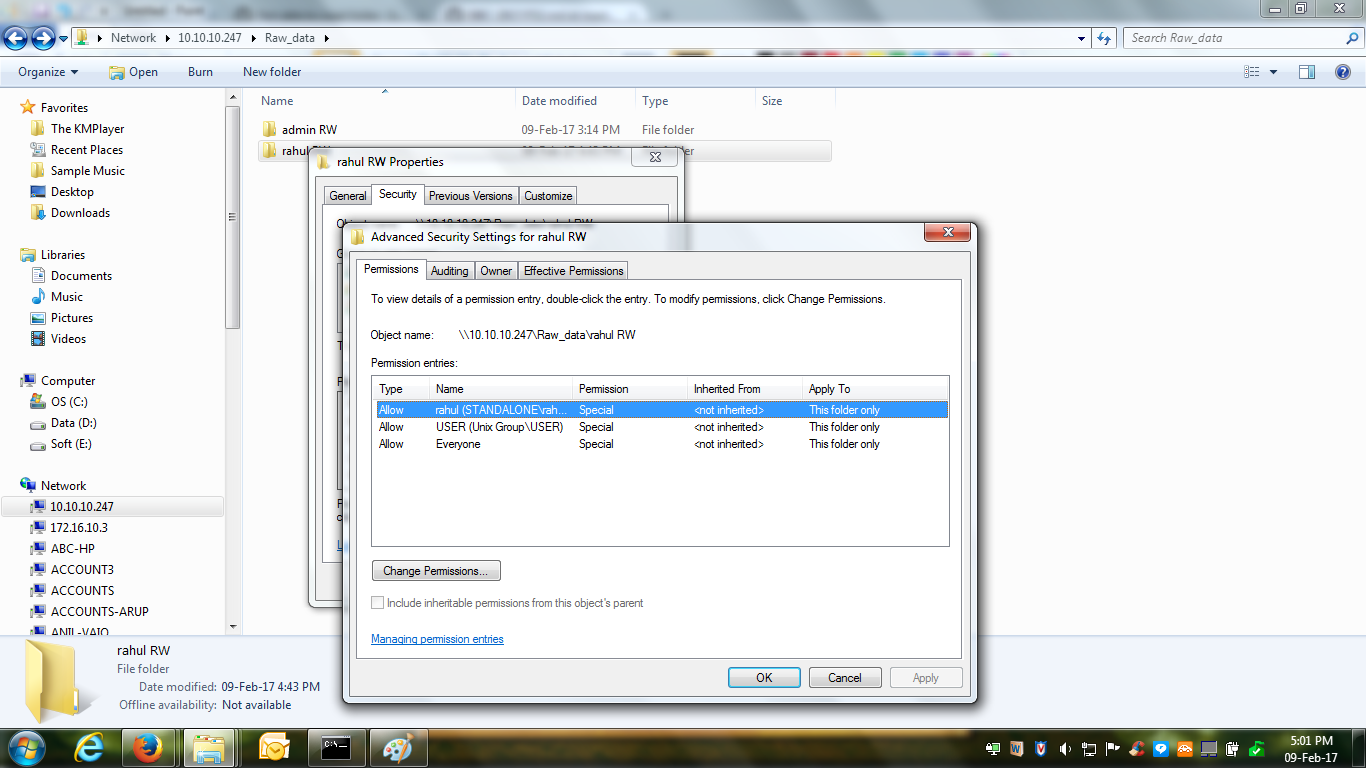 Network ▸ 10.10.10.247 ▸ Raw_data ▸
Search Raw_data
Organize Open Burn New folder
Favorites
The KMPlayer
Recent Places
Sample Music
Desktop
Downloads
Libraries
Documents
Music
Pictures
Videos
Computer
OS (C:)
Data (D:)
Soft (E:)
Network
10.10.10.247
172.16.10.3
ABC-HP
ACCOUNT3
ACCOUNTS
ACCOUNTS-ARUP
ANIL-VAIO
Name Date modified Type Size
admin RW 09-Feb-17 3:14 PM File folder
rahul
rahul RW Properties
General Security Previous Versions Customize
Advanced Security Settings for rahul RW
Permissions Auditing Owner Effective Permissions
To view details of a permission entry, double-click the entry. To modify permissions, click Change Permissions.
Object name: \\10.10.10.247\Raw_data\rahul RW
Permission entries:
Type Name Permission Inherited From Apply To
Allow rahul (STANDALONE\rah... Special <not inherited> This folder only
Allow USER (Unix Group\USER) Special <not inherited> This folder only
Allow Everyone Special <not inherited> This folder only
Change Permissions...
Include inheritable permissions from this object's parent
Managing permission entries
OK Cancel Apply
rahul RW
File folder
Date modified: 09-Feb-17 4:43 PM
Offline availability: Not available
5:01 PM
09-Feb-17